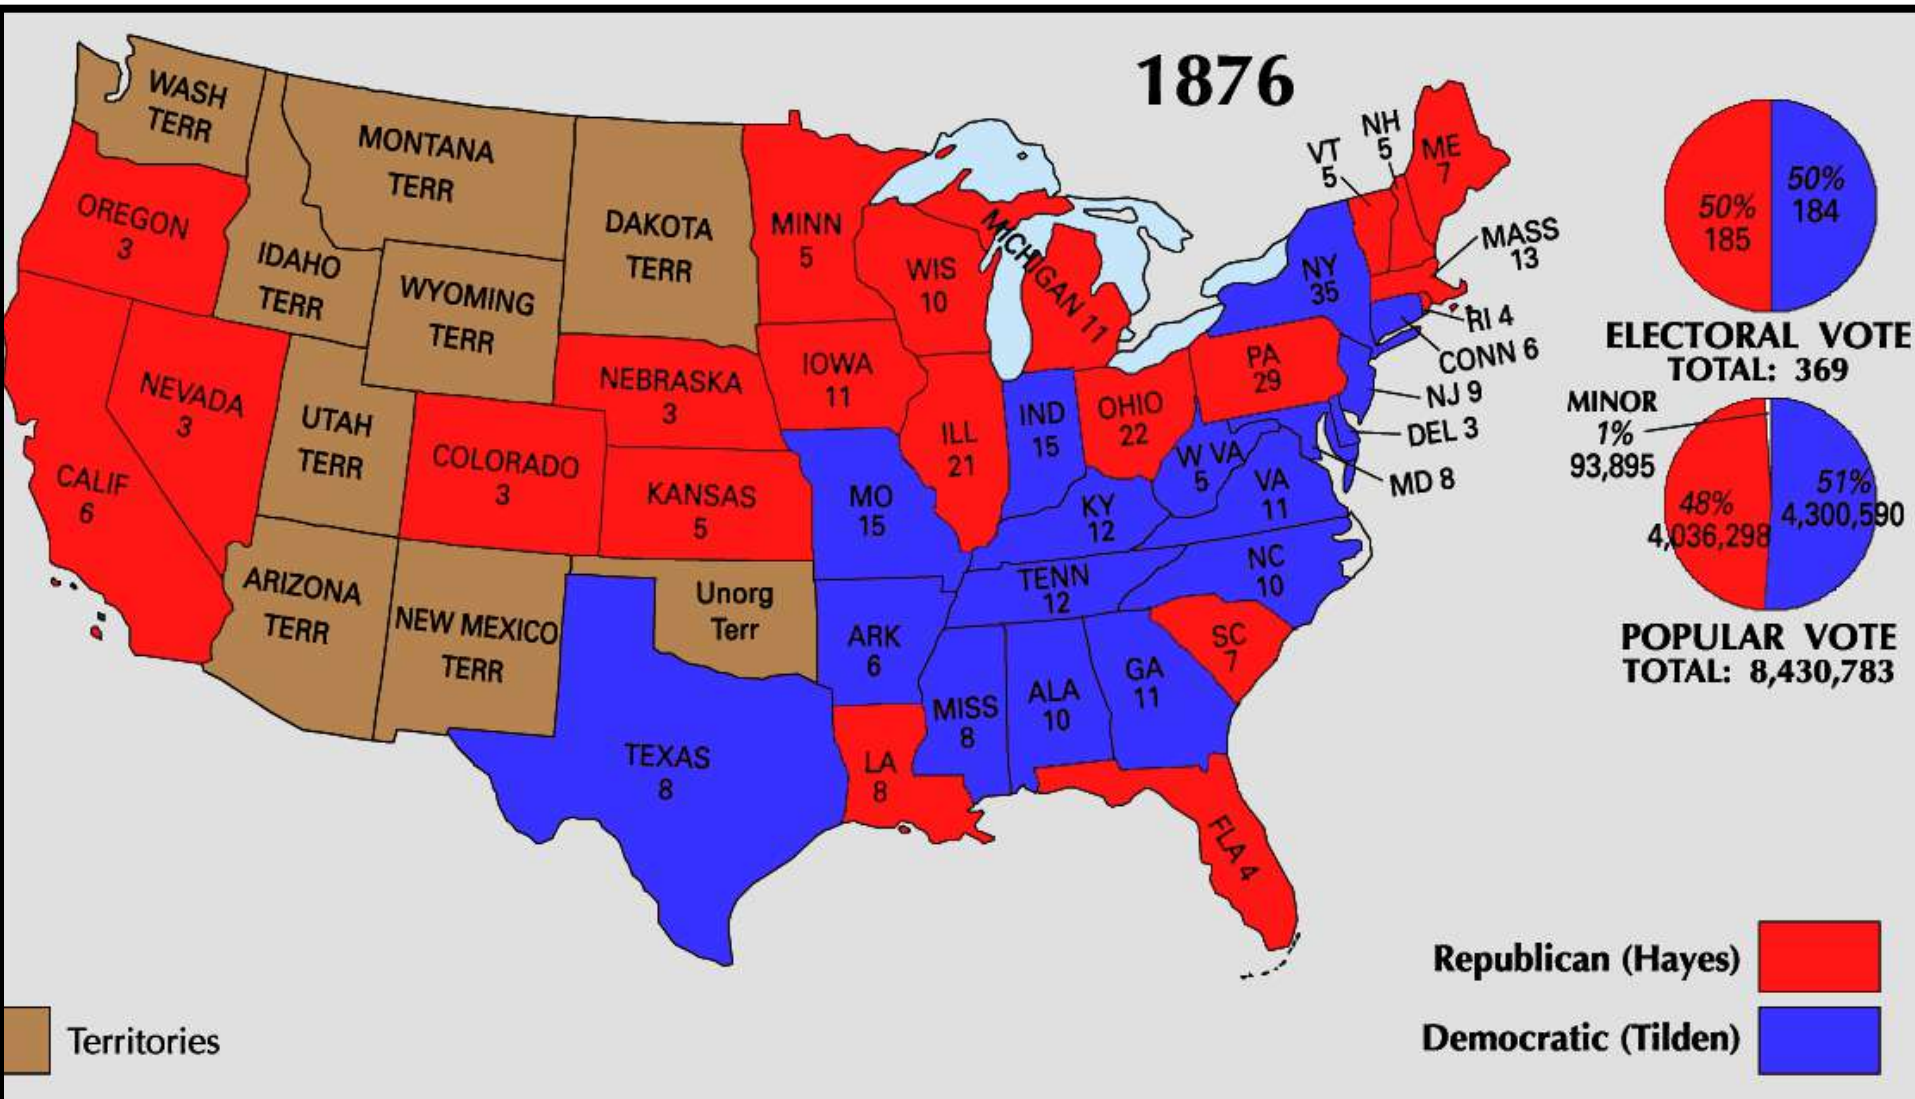 1876
WASH
TERR
MONTANA
TERR
DAKOTA
TERR
MINN
5
OREGON
3
IDAHO
TERR
WYOMING
TERR
WIS
10
MICHIGAN 11
VT
5
NH
5
ME
7
MASS
13
NY
35
RI 4
CONN 6
NJ 9
DEL 3
MD 8
PA
29
NEVADA
3
CALIF
6
UTAH
TERR
COLORADO
3
NEBRASKA
3
KANSAS
5
IOWA
11
ILL
21
IND
15
OHIO
22
W VA
5
VA
11
MO
15
KY
12
ARIZONA
TERR
NEW MEXICO
TERR
Unorg
Terr
ARK
6
TENN
12
NC
10
SC
7
TEXAS
8
LA
8
MISS
8
ALA
10
GA
11
FLA 4
50%
185
50%
184
ELECTORAL VOTE
TOTAL: 369
MINOR
1%
93,895
48%
4,036,298
51%
4,300,590
POPULAR VOTE
TOTAL: 8,430,783
Republican (Hayes)
Democratic (Tilden)
Territories